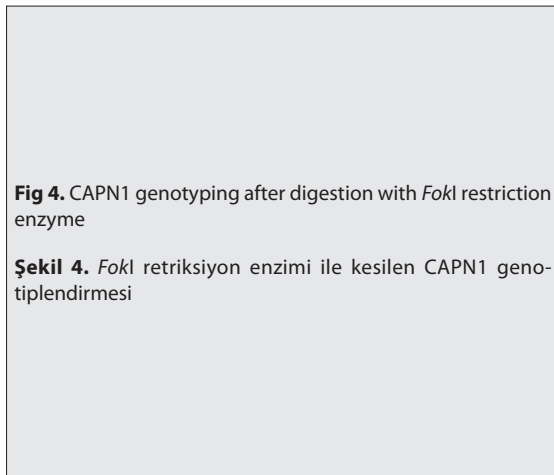 Fig 4. CAPN1 genotyping after digestion with FokI restriction
enzyme
Şekil 4. FokI retriksiyon enzimi ile kesilen CAPN1 geno-
tiplendirmesi